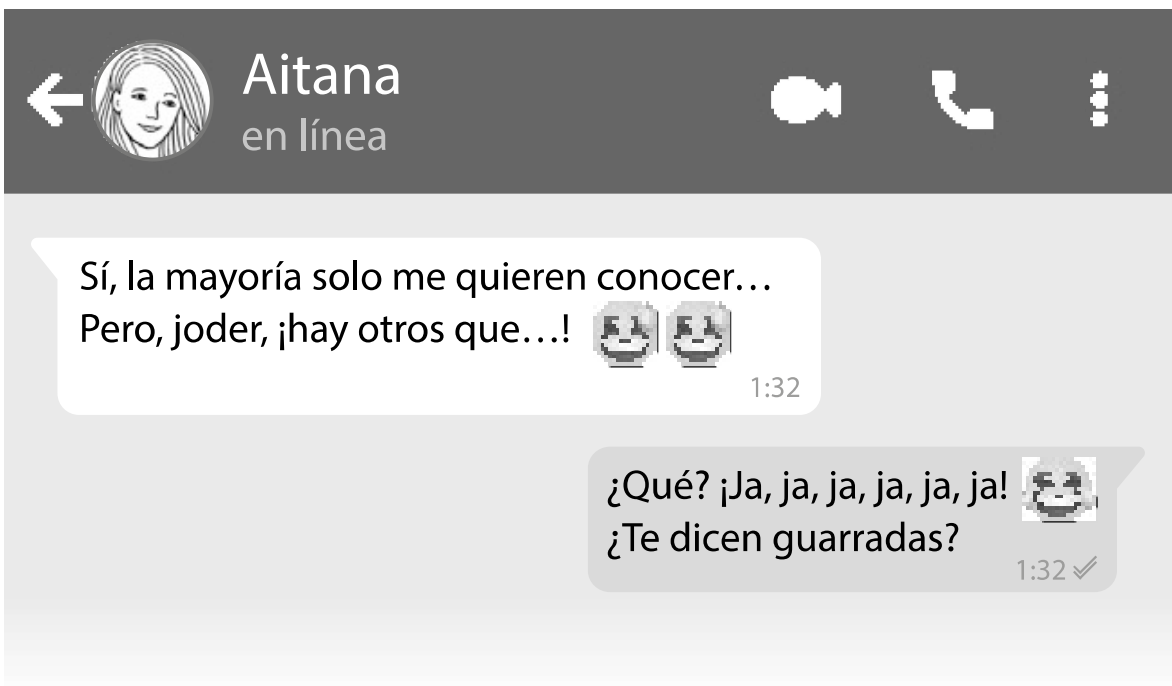 Aitana
en línea
Sí, la mayoría solo me quieren conocer…
Pero, joder, ¡hay otros que…!
1:32
¿Qué? ¡Ja, ja, ja, ja, ja, ja!
¿Te dicen guarradas?
1:32